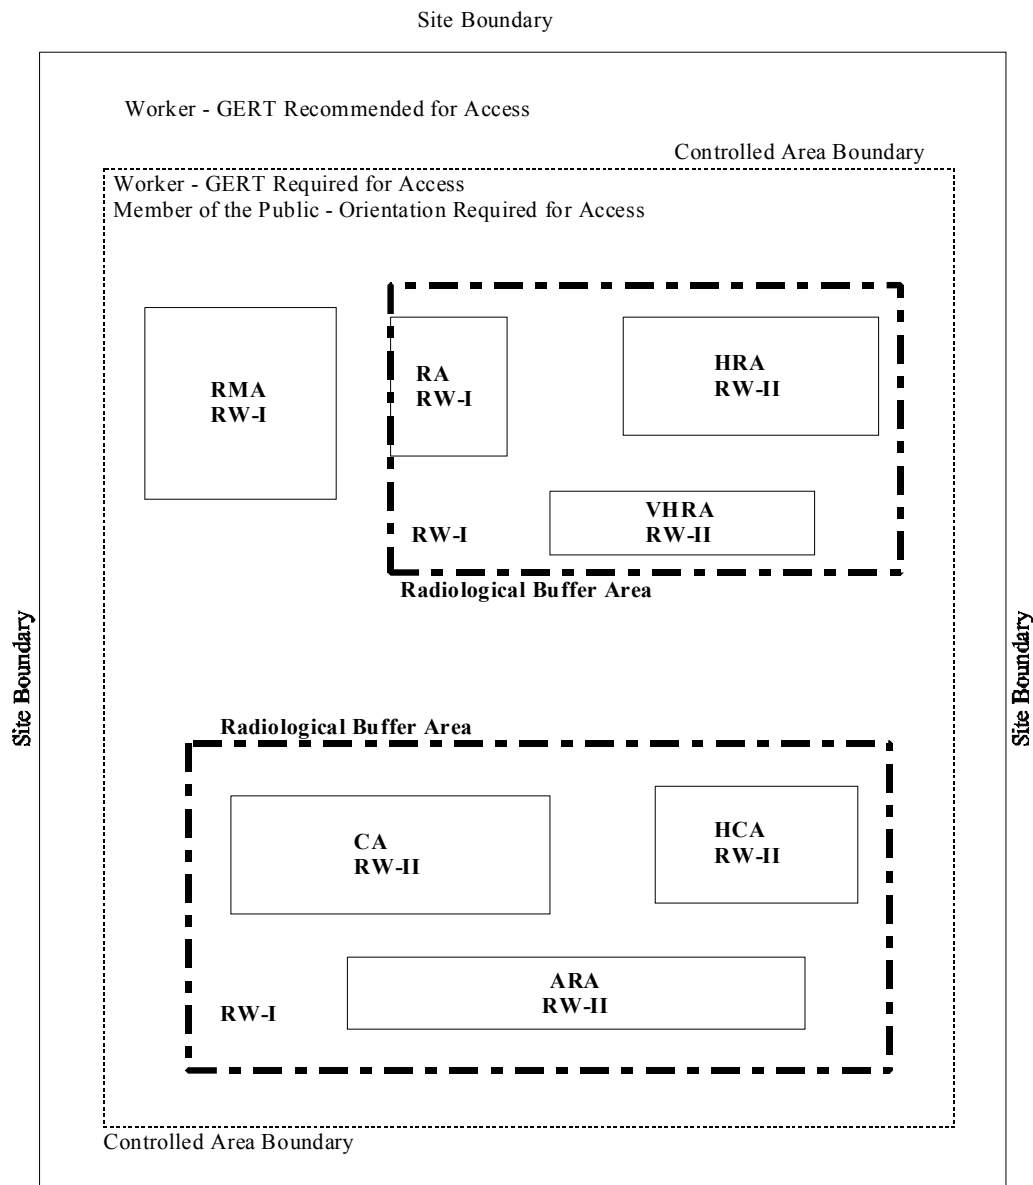 Site Boundary
Worker - GERT Recommended for Access
Controlled Area Boundary
Worker - GERT Required for Access
Member of the Public - Orientation Required for Access
RMA
RW-I
RA
RW-I
HRA
RW-II
VHRA
RW-II
RW-I
Radiological Buffer Area
Site Boundary
Site Boundary
Radiological Buffer Area
CA
RW-II
HCA
RW-II
ARA
RW-II
RW-I
Controlled Area Boundary